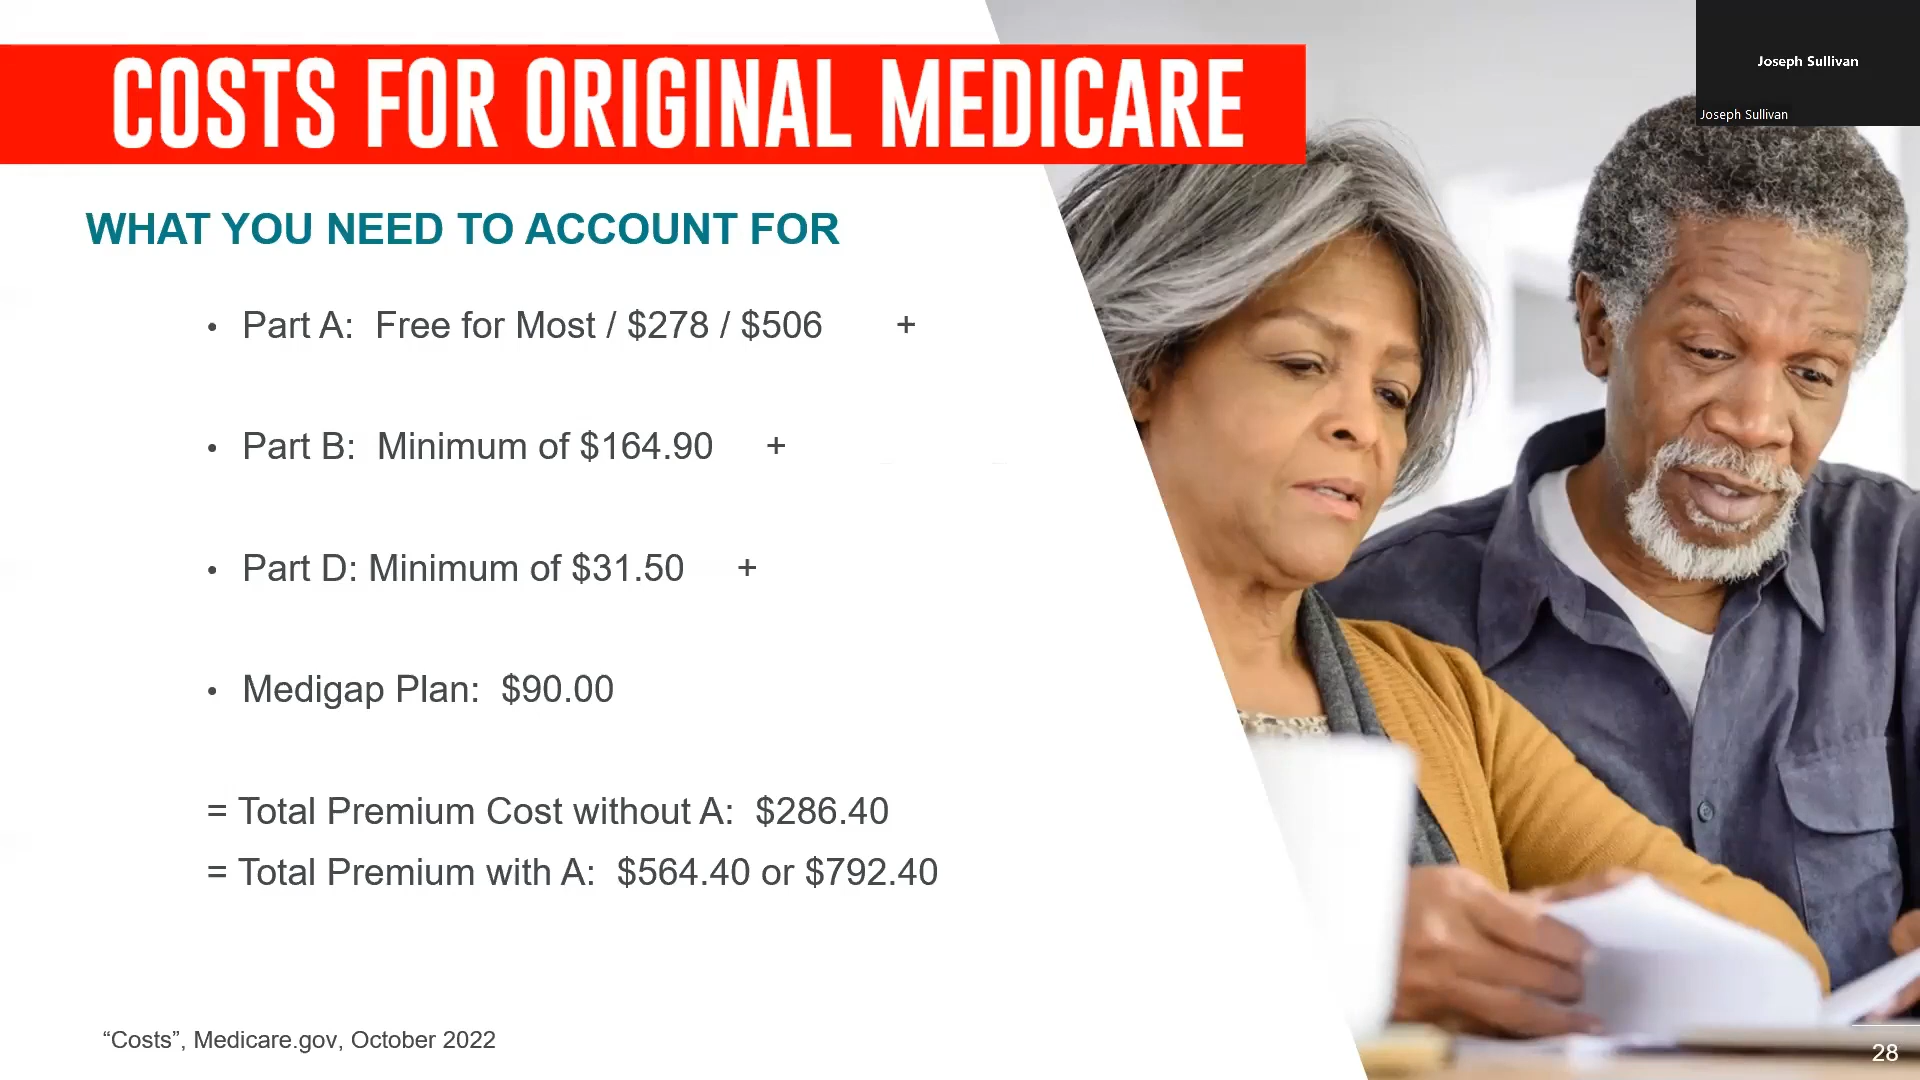 COSTS FOR ORIGINAL MEDICARE
Joseph Sullivan
Joseph Sullivan
WHAT YOU NEED TO ACCOUNT FOR
• Part A: Free for Most / $278 / $506 +
• Part B: Minimum of $164.90 +
• Part D: Minimum of $31.50 +
• Medigap Plan: $90.00
= Total Premium Cost without A: $286.40
= Total Premium with A: $564.40 or $792.40
“Costs”, Medicare.gov, October 2022
28